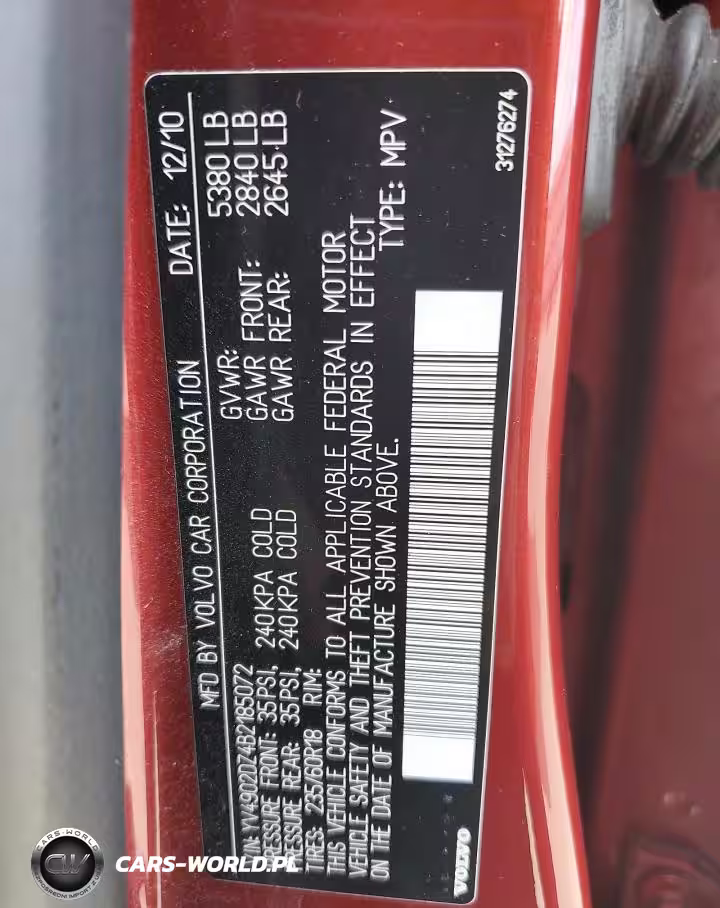 MFD BY VOLVO CAR CORPORATION DATE: 12/10
VIN: YV4902DZ4B2185072 GVWR: 5380 LB
PRESSURE FRONT: 35PSI, 240KPA COLD GAWR FRONT: 2840 LB
PRESSURE REAR: 35PSI, 240KPA COLD GAWR REAR: 2645 LB
TIRES: 235/60R18 RIM:
THIS VEHICLE CONFORMS TO ALL APPLICABLE FEDERAL MOTOR
VEHICLE SAFETY AND THEFT PREVENTION STANDARDS IN EFFECT
ON THE DATE OF MANUFACTURE SHOWN ABOVE. TYPE: MPV
VOLVO 31276274
CARS-WORLD
CW
CARS-WORLD.PL